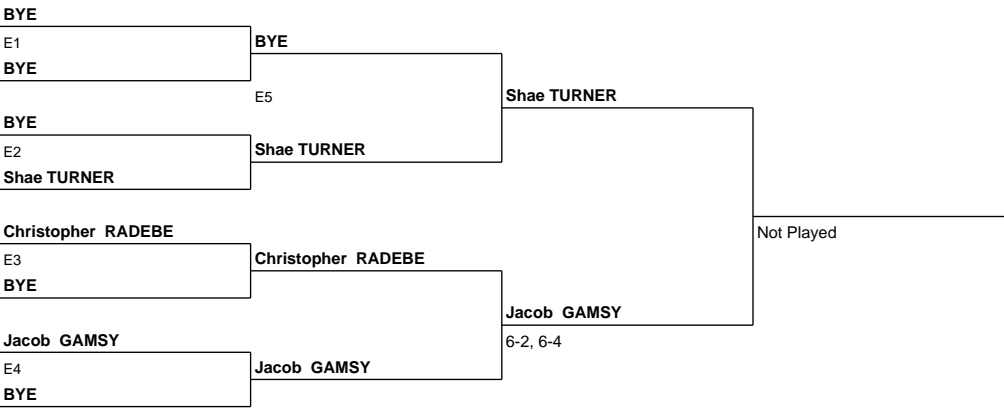 BYE
E1
BYE
BYE
E5
Shae TURNER
BYE
E2
Shae TURNER
Shae TURNER
Christopher RADEBE
Not Played
E3
Christopher RADEBE
BYE
Jacob GAMSY
Jacob GAMSY
6-2, 6-4
E4
Jacob GAMSY
BYE